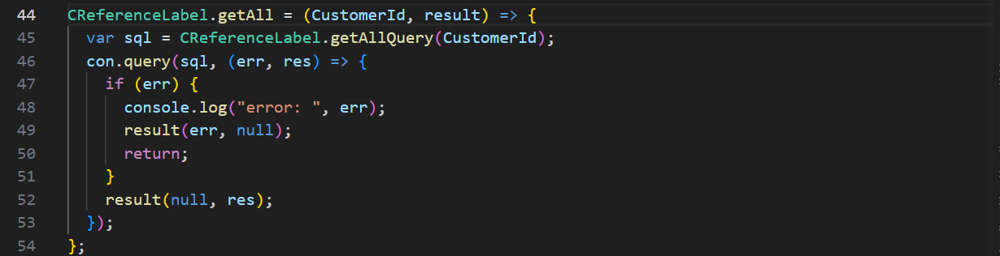 44 CReferenceLabel.getAll = (CustomerId, result) => {
45 var sql = CReferenceLabel.getAllQuery(CustomerId);
46 con.query(sql, (err, res) => {
47 if (err) {
48 console.log("error: ", err);
49 result(err, null);
50 return;
51 }
52 result(null, res);
53 });
54 };